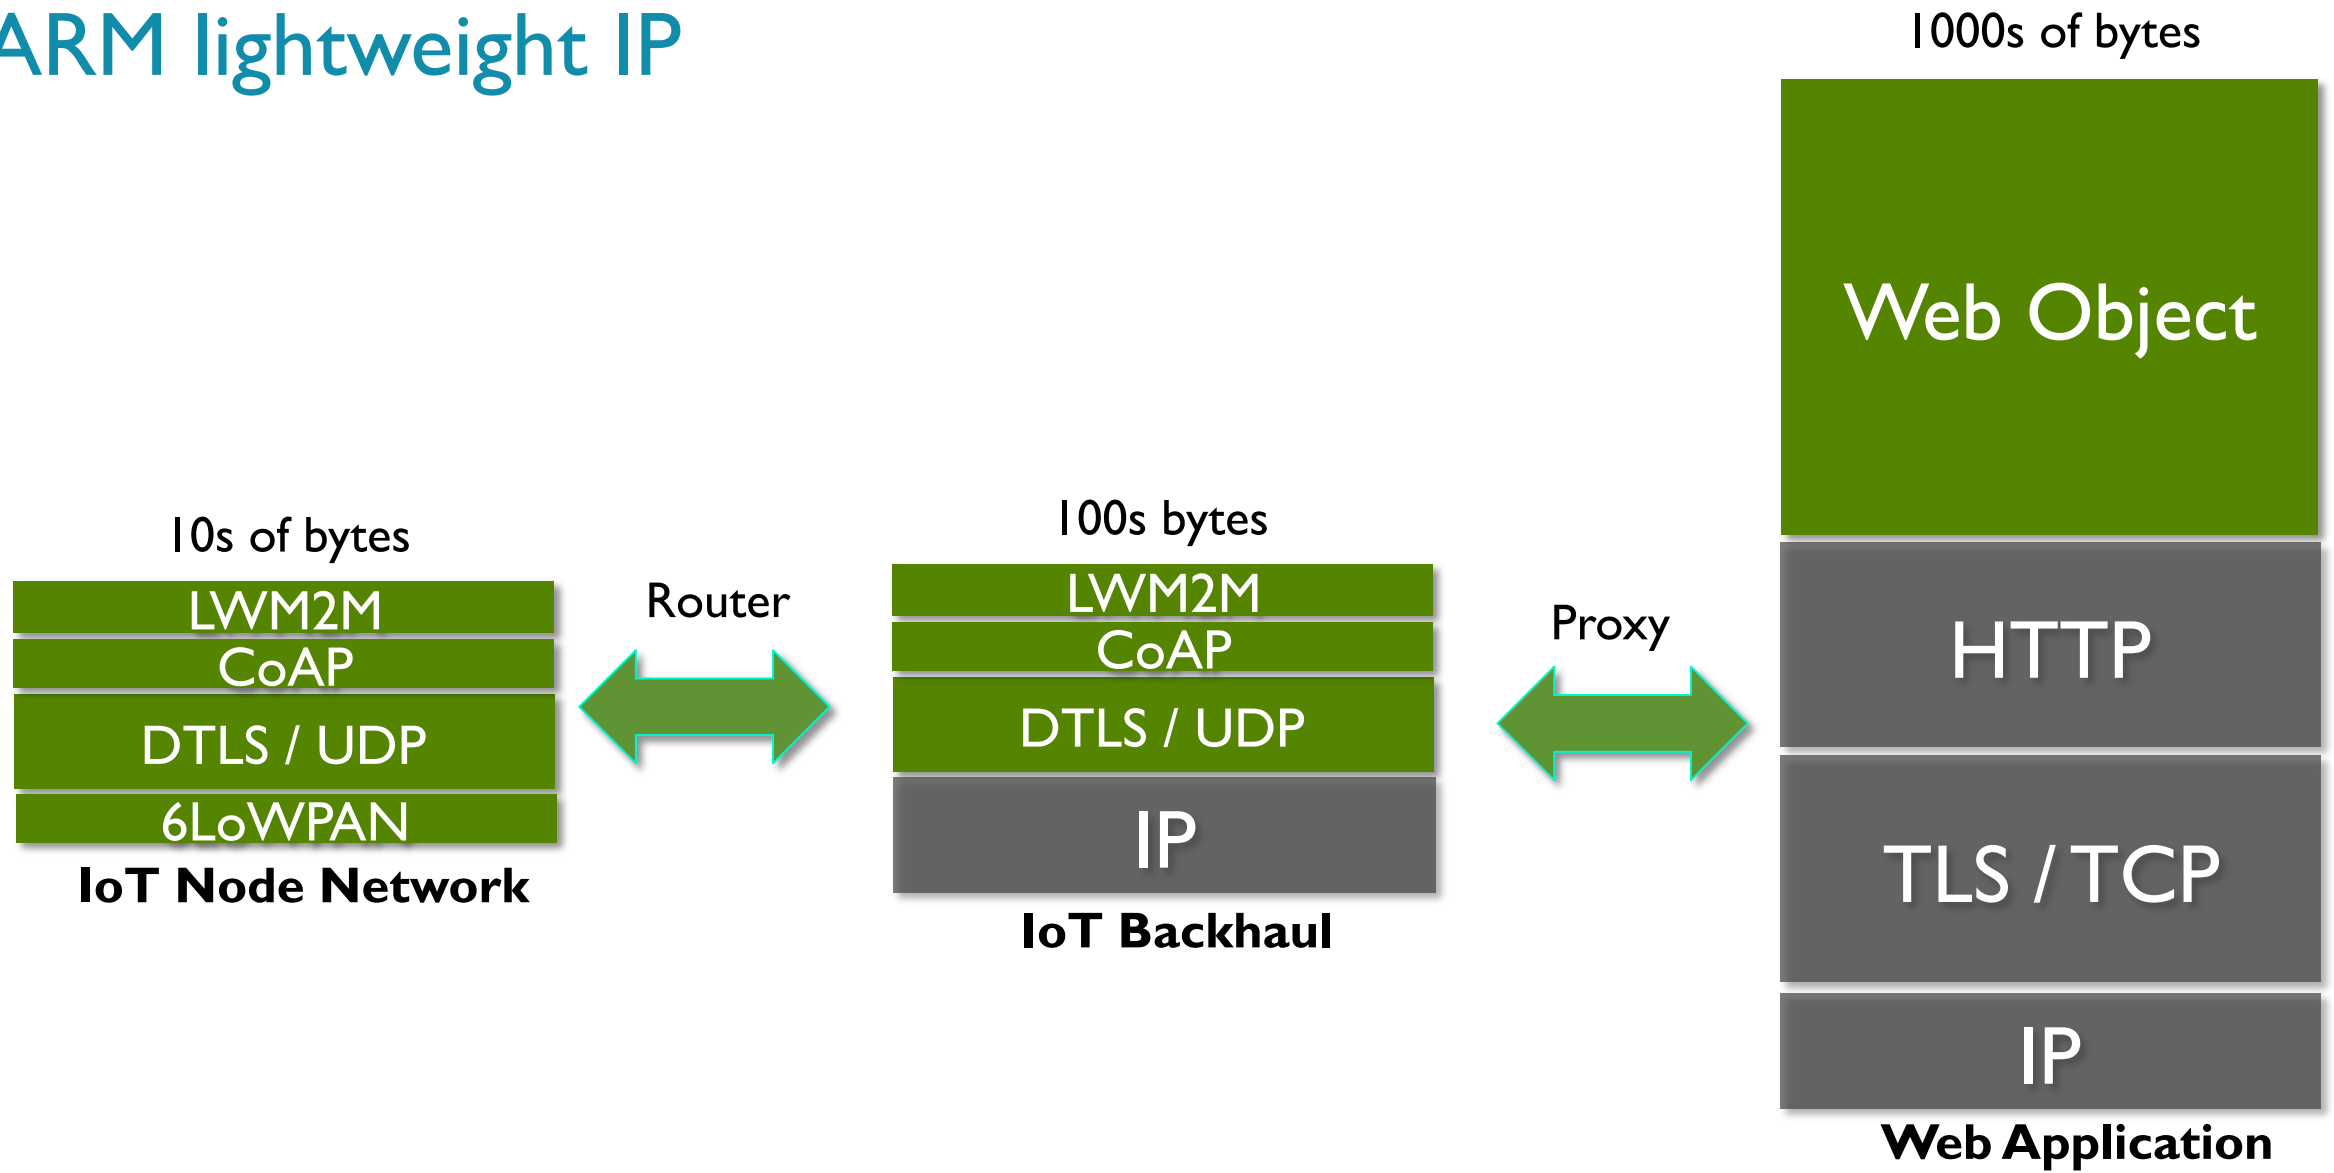 ARM lightweight IP
10s of bytes
LWM2M
CoAP
DTLS / UDP
6LoWPAN
IoT Node Network
Router
100s bytes
LWM2M
CoAP
DTLS / UDP
IP
IoT Backhaul
Proxy
1000s of bytes
Web Object
HTTP
TLS / TCP
IP
Web Application